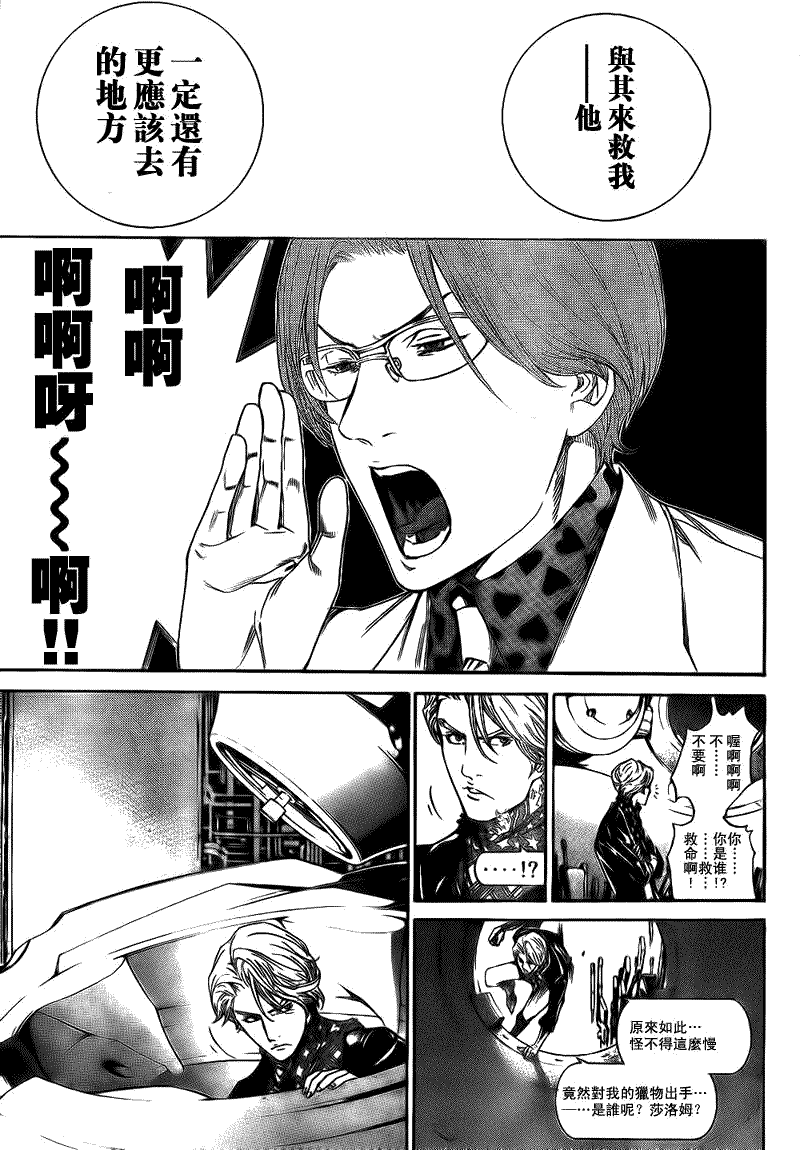 與其來救我
——他
一定還有
更應該去
的地方
啊啊
啊啊呀～～啊!!
喔啊啊啊
不……
不要啊
你……
你是誰!?
……救…
救命啊!
····!?
原來如此…
怪不得這麼慢
竟然對我的獵物出手…
——…是誰呢？莎洛姆？